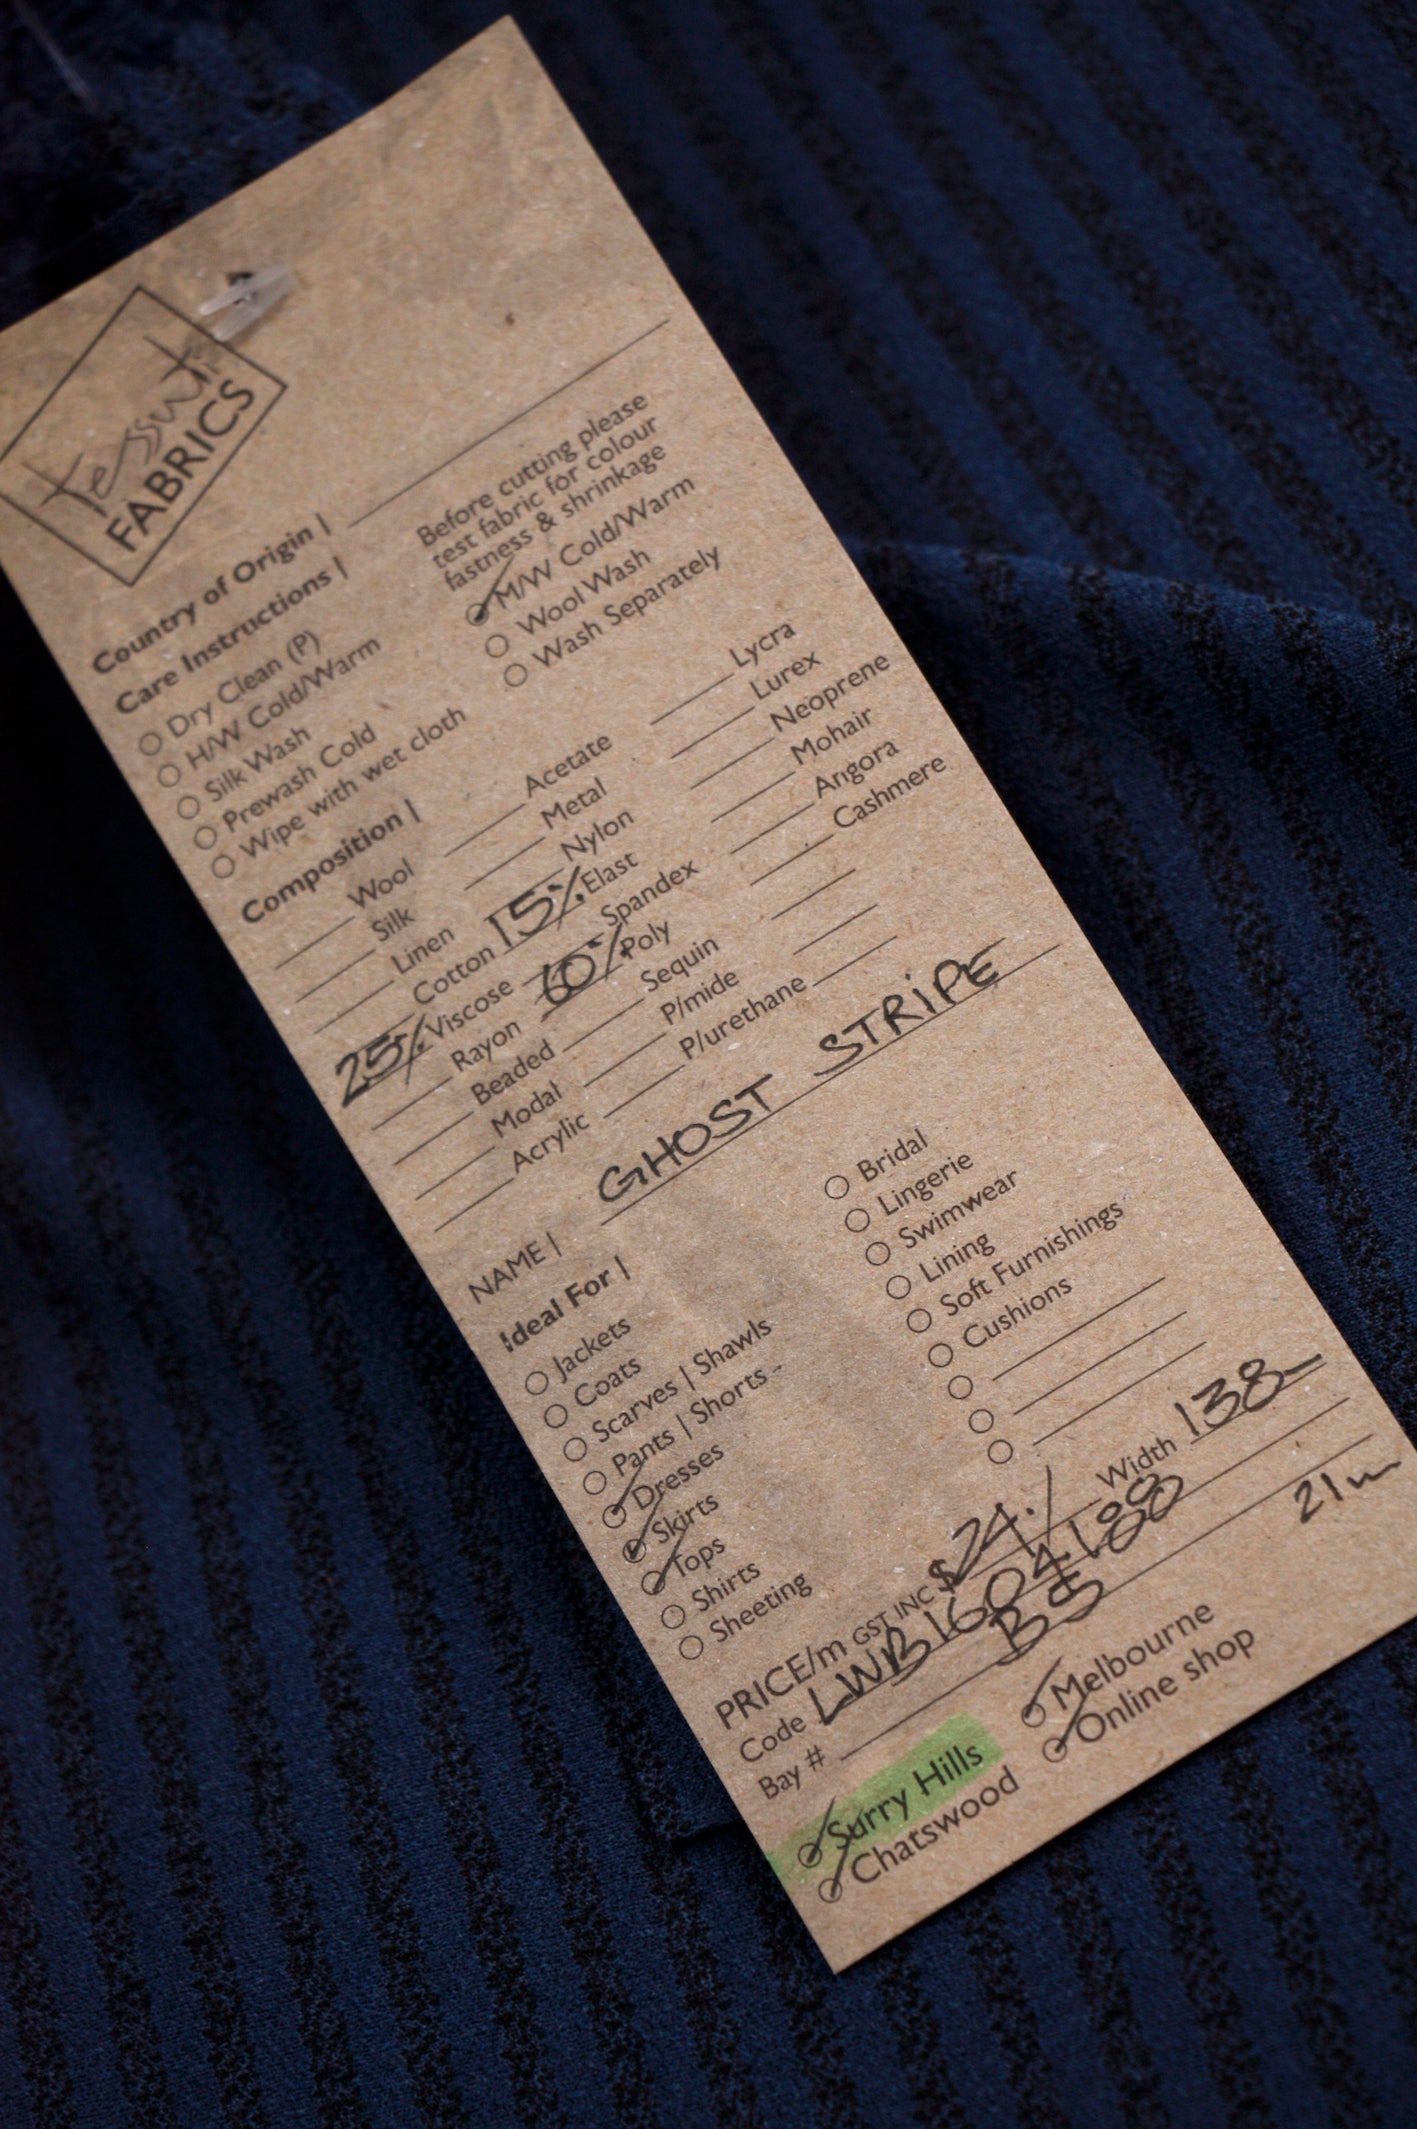 tessuti
FABRICS
Country of Origin |
Care Instructions |
Before cutting please
test fabric for colour
fastness & shrinkage
Dry Clean (P)
H/W Cold/Warm
Silk Wash
Prewash Cold
Wipe with wet cloth
M/W Cold/Warm
Wool Wash
Wash Separately
Composition |
Wool
Silk
Linen
Cotton
25% Viscose
Rayon
Beaded
Modal
Acrylic
Acetate
Metal
Nylon
15% Elast
Spandex
60% Poly
Sequin
P/mide
P/urethane
Lycra
Lurex
Neoprene
Mohair
Angora
Cashmere
NAME | GHOST STRIPE
Ideal For |
Jackets
Coats
Scarves | Shawls
Pants | Shorts -
Dresses
Skirts
Tops
Shirts
Sheeting
Bridal
Lingerie
Swimwear
Lining
Soft Furnishings
Cushions
PRICE/m GST INC $24./ Width 138-
Code LWB1604188
Bay # B5 21m
Surry Hills
Chatswood
Melbourne
Online shop